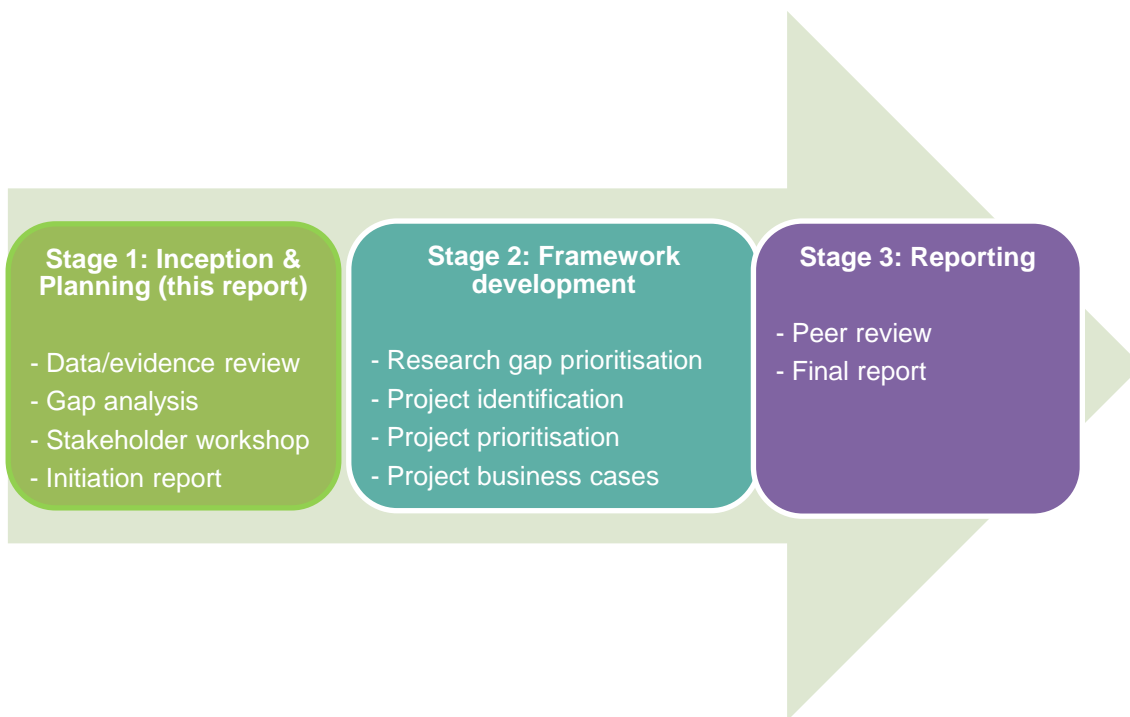 Stage 1: Inception &
Planning (this report)
- Data/evidence review
- Gap analysis
- Stakeholder workshop
- Initiation report
Stage 2: Framework
development
- Research gap prioritisation
- Project identification
- Project prioritisation
- Project business cases
Stage 3: Reporting
- Peer review
- Final report